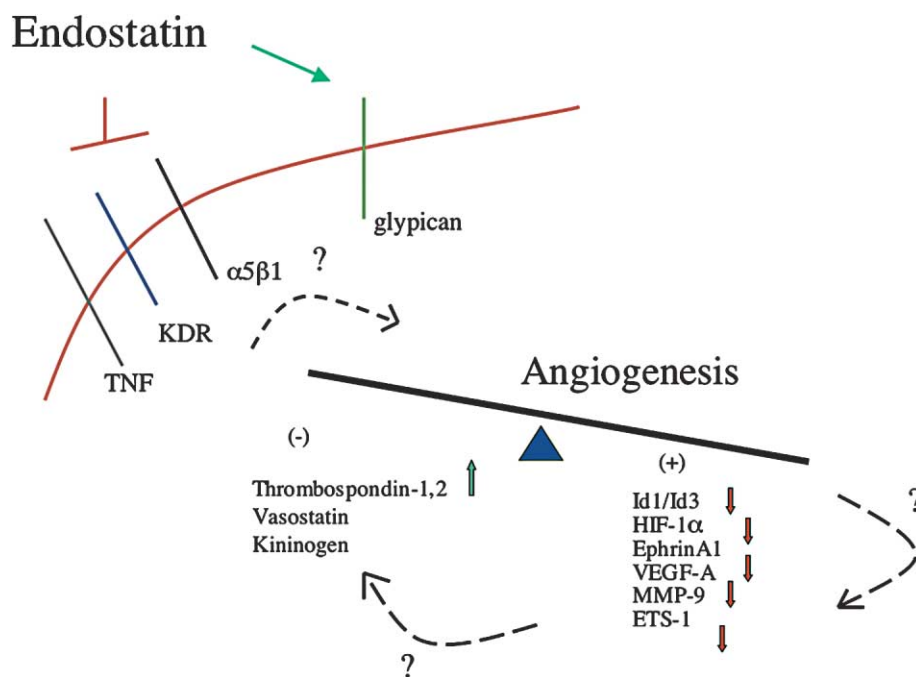 Endostatin
glypican
α5β1
?
KDR
TNF
Angiogenesis
(-)
(+)
Thrombospondin-1,2
Vasostatin
Kininogen
Id1/Id3
HIF-1α
EphrinA1
VEGF-A
MMP-9
ETS-1
?
?